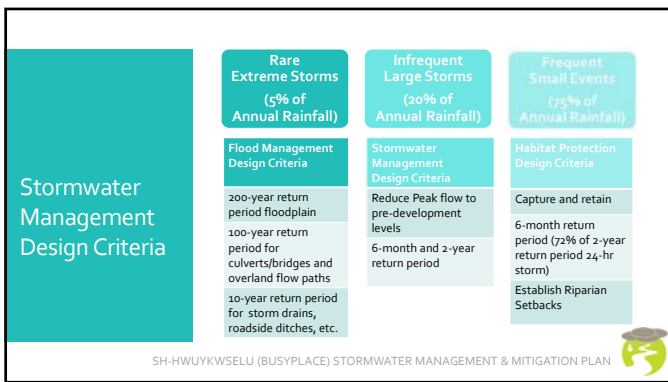 Stormwater
Management
Design Criteria
Rare
Extreme Storms
(5% of
Annual Rainfall)
Flood Management
Design Criteria
200-year return
period floodplain
100-year return
period for
culverts/bridges and
overland flow paths
10-year return period
for storm drains,
roadside ditches, etc.
Infrequent
Large Storms
(20% of
Annual Rainfall)
Stormwater
Management
Design Criteria
Reduce Peak flow to
pre-development
levels
6-month and 2-year
return period
Frequent
Small Events
(75% of
Annual Rainfall)
Habitat Protection
Design Criteria
Capture and retain
6-month return
period (72% of 2-year
return period 24-hr
storm)
Establish Riparian
Setbacks
SH-HWUYKWSELU (BUSYPLACE) STORMWATER MANAGEMENT & MITIGATION PLAN